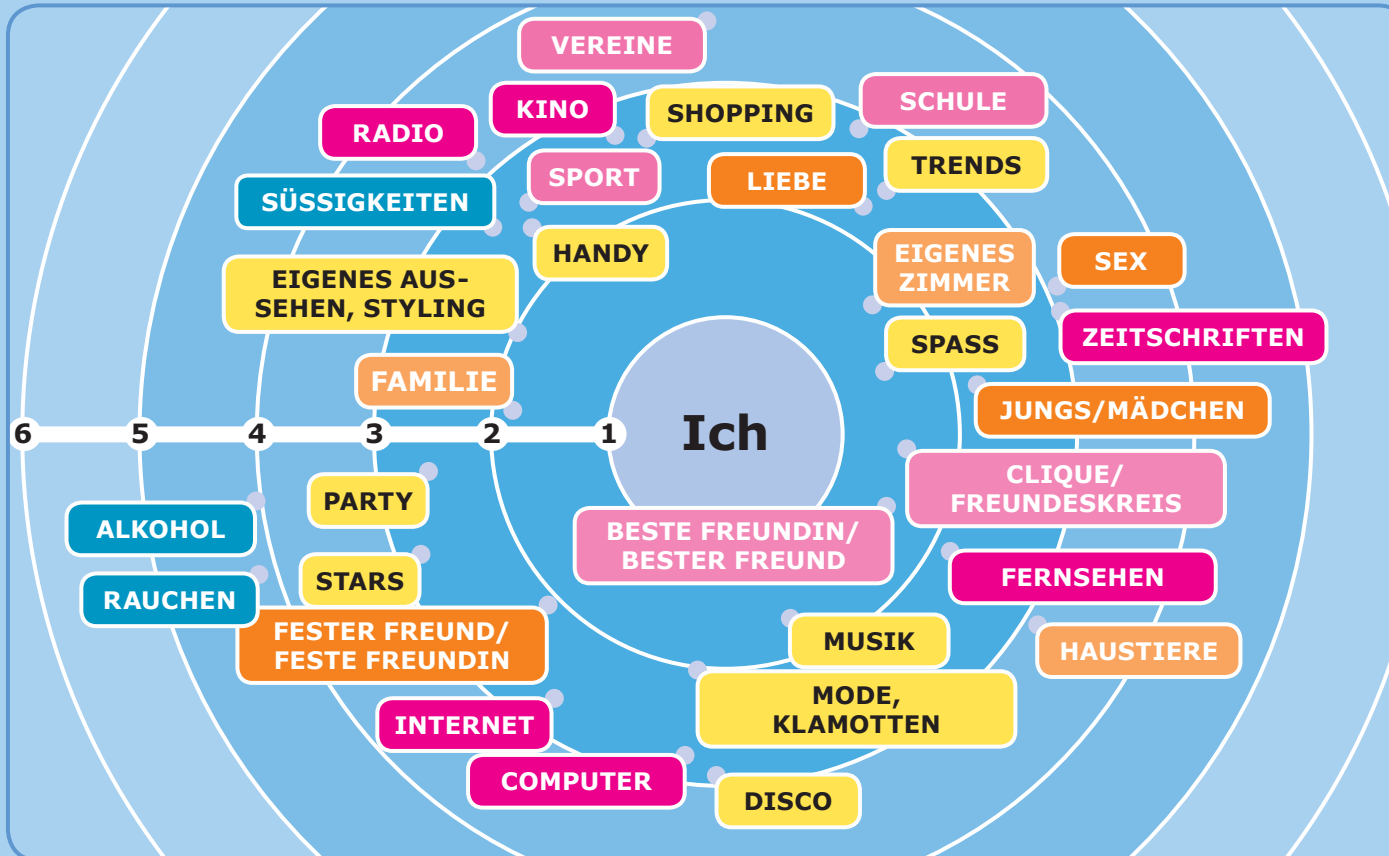 VEREINE
KINO
SHOPPING
SCHULE
RADIO
SPORT
LIEBE
TRENDS
SÜSSIGKEITEN
HANDY
EIGENES
ZIMMER
SEX
EIGENES AUS-
SEHEN, STYLING
SPASS
ZEITSCHRIFTEN
FAMILIE
JUNGS/MÄDCHEN
6 5 4 3 2 1 Ich
CLIQUE/
FREUNDESKREIS
PARTY
ALKOHOL
BESTE FREUNDIN/
BESTER FREUND
STARS
FERNSEHEN
RAUCHEN
FESTER FREUND/
FESTE FREUNDIN
MUSIK
HAUSTIERE
MODE,
KLAMOTTEN
INTERNET
COMPUTER
DISCO